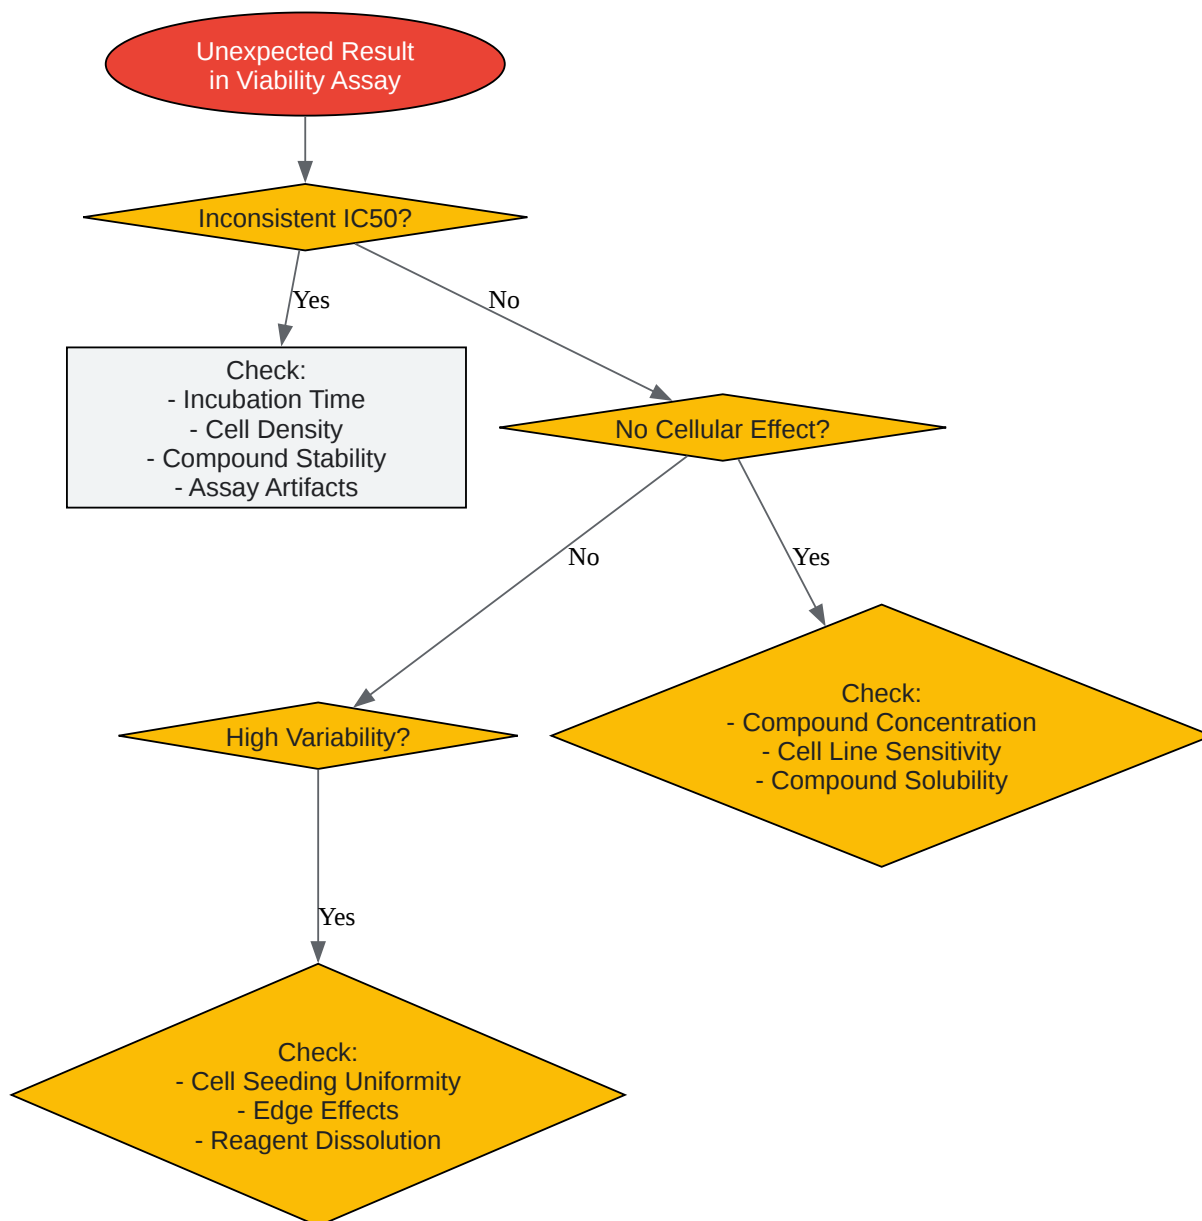 Unexpected Result
in Viability Assay
Inconsistent IC50?
Yes
No
Check:
- Incubation Time
- Cell Density
- Compound Stability
- Assay Artifacts
No Cellular Effect?
No
Yes
Check:
- Compound Concentration
- Cell Line Sensitivity
- Compound Solubility
High Variability?
Yes
Check:
- Cell Seeding Uniformity
- Edge Effects
- Reagent Dissolution